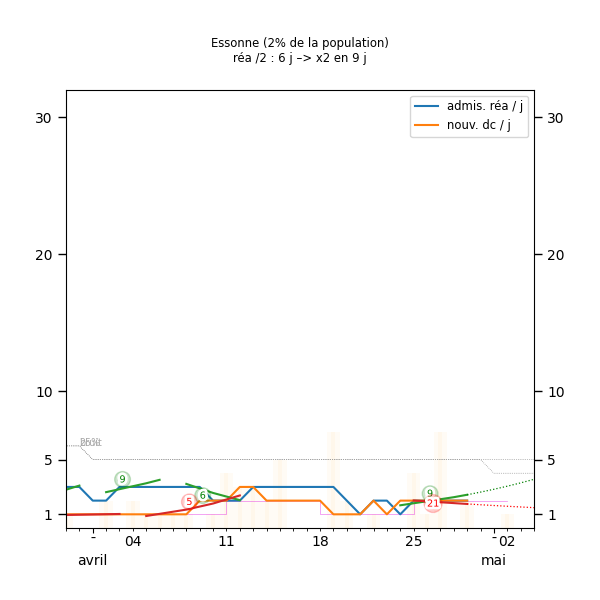 Essonne (2% de la population)
réa /2 : 6 j –> x2 en 9 j
admis. réa / j
nouv. dc / j
30 30
20 20
10 10
5 5
1 1
9
6
5
9
21
- 04 11 18 25 - 02
avril mai